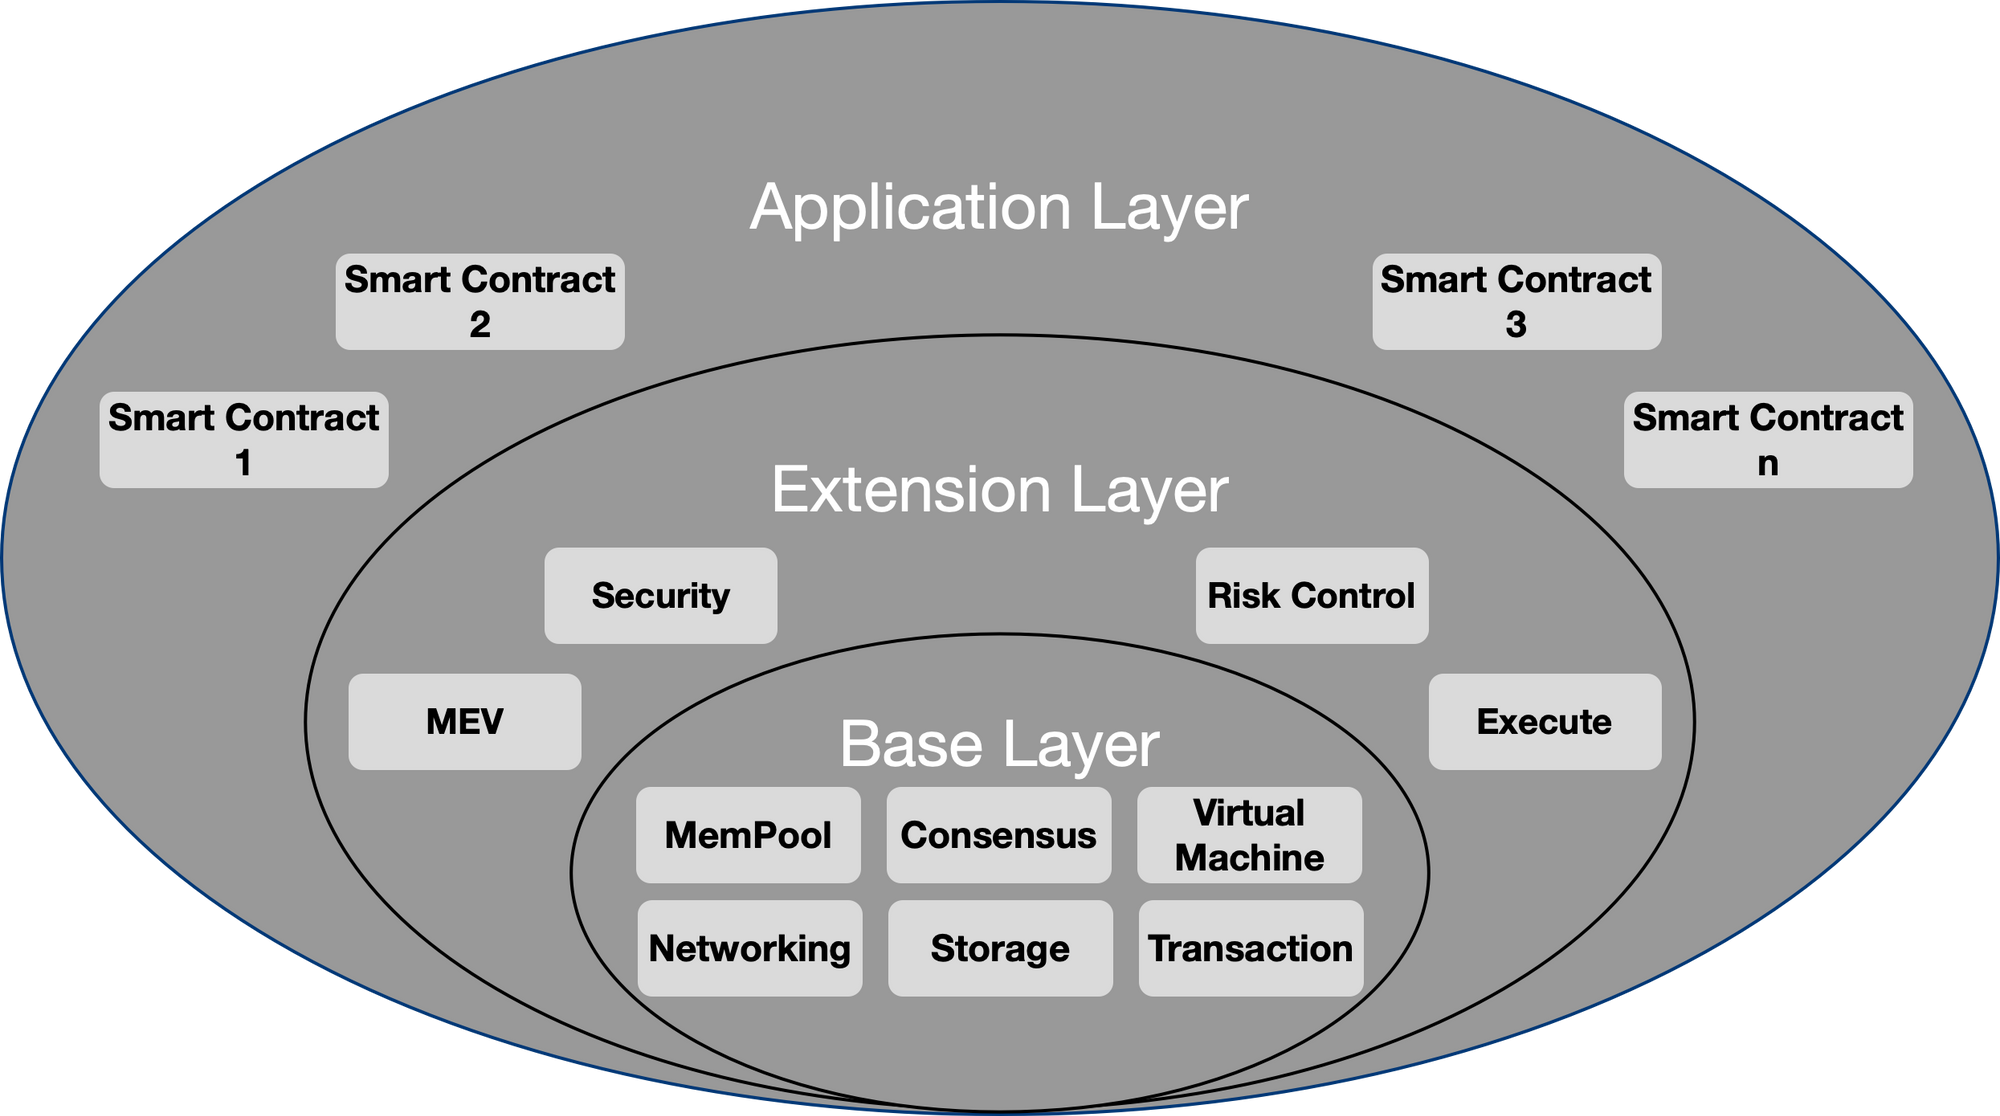 Application Layer
Smart Contract
2
Smart Contract
3
Smart Contract
1
Smart Contract
n
Extension Layer
Security
Risk Control
MEV
Execute
Base Layer
MemPool
Consensus
Virtual
Machine
Networking
Storage
Transaction